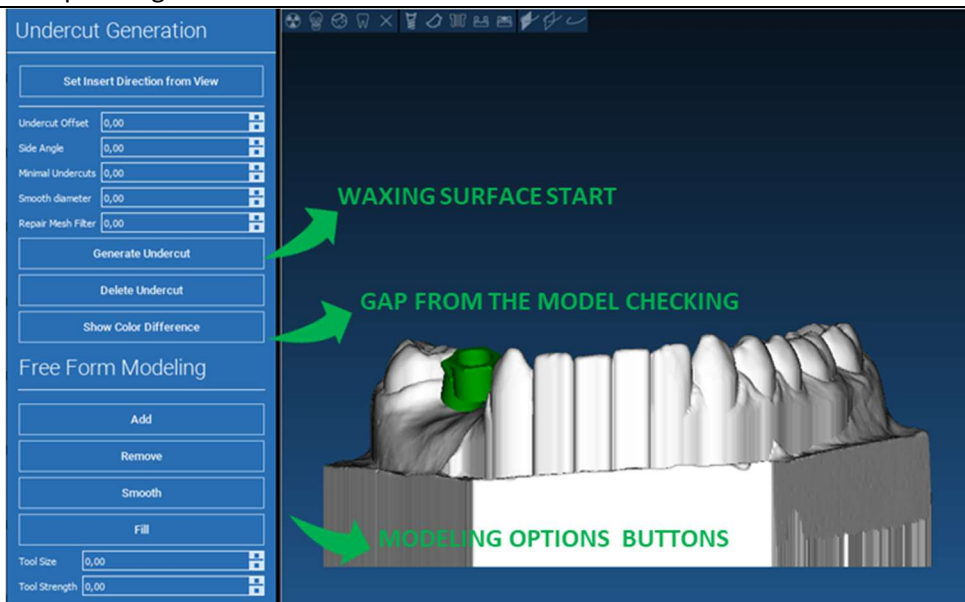 Undercut Generation
Set Insert Direction from View
Undercut Offset 0,00
Side Angle 0,00
Minimal Undercuts 0,00
Smooth diameter 0,00
Repair Mesh Filter 0,00
Generate Undercut
Delete Undercut
Show Color Difference
Free Form Modeling
Add
Remove
Smooth
Fill
Tool Size 0,00
Tool Strength 0,00
WAXING SURFACE START
GAP FROM THE MODEL CHECKING
MODELING OPTIONS BUTTONS